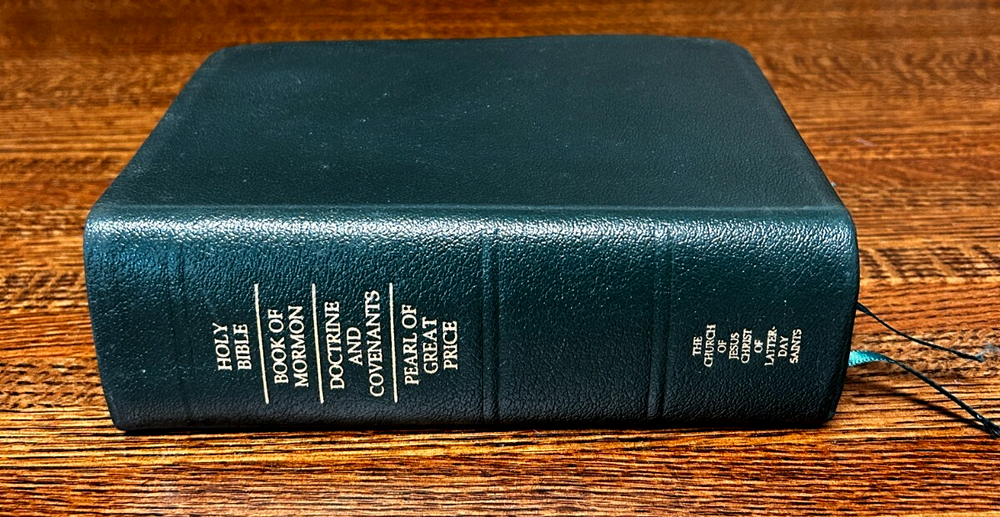 HOLY
BIBLE
BOOK OF
MORMON
DOCTRINE
AND
COVENANTS
PEARL OF
GREAT
PRICE
THE
CHURCH
OF
JESUS
CHRIST
OF
LATTER-
DAY
SAINTS